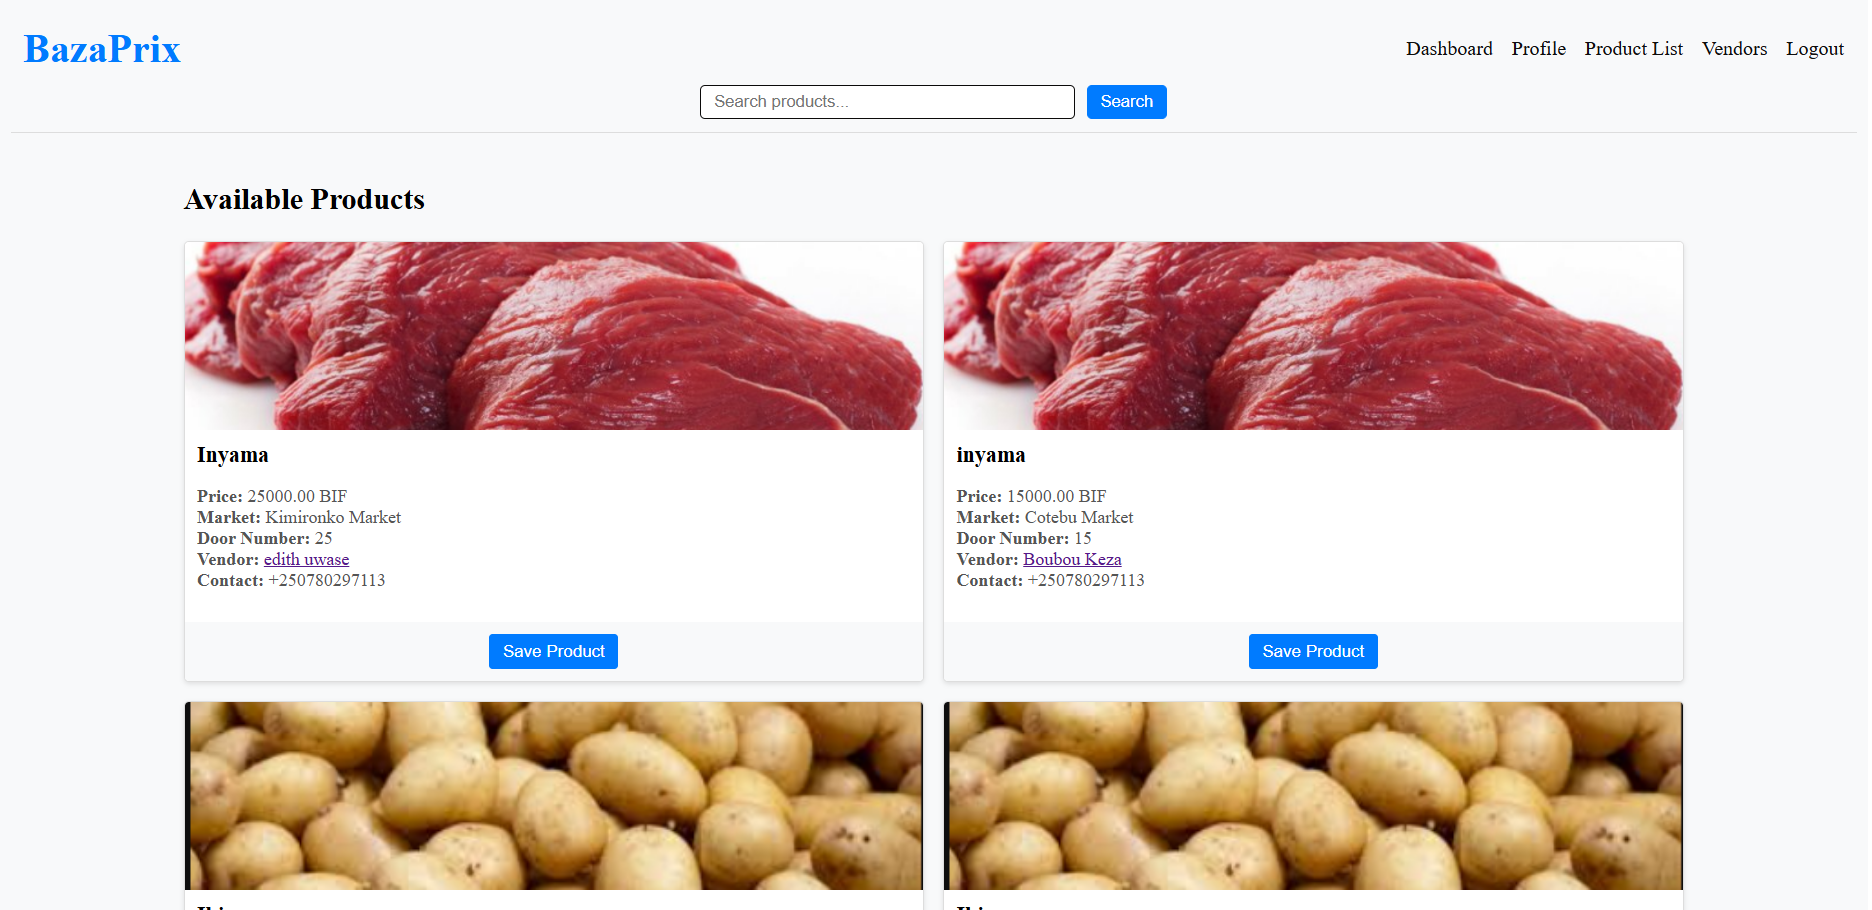 BazaPrix
Dashboard Profile Product List Vendors Logout
Search products... Search
Available Products
Inyama
Price: 25000.00 BIF
Market: Kimironko Market
Door Number: 25
Vendor: edith uwase
Contact: +250780297113
Save Product
inyama
Price: 15000.00 BIF
Market: Cotebu Market
Door Number: 15
Vendor: Boubou Keza
Contact: +250780297113
Save Product